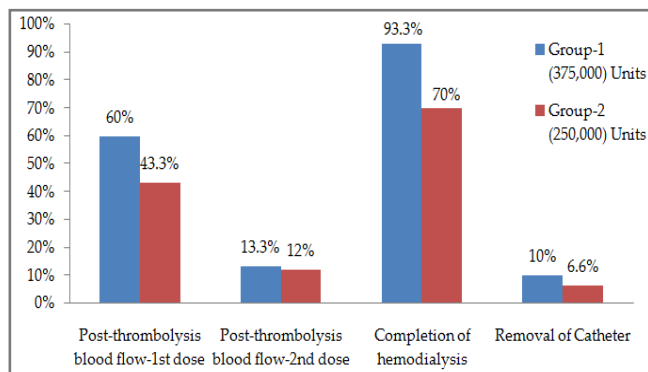 100%
90%
80%
70%
60%
50%
40%
30%
20%
10%
0%
60%
43.3%
13.3%
12%
93.3%
70%
10%
6.6%
Post-thrombolysis
blood flow-1st dose
Post-thrombolysis
blood flow-2nd dose
Completion of
hemodialysis
Removal of Catheter
Group-1
(375,000) Units
Group-2
(250,000) Units